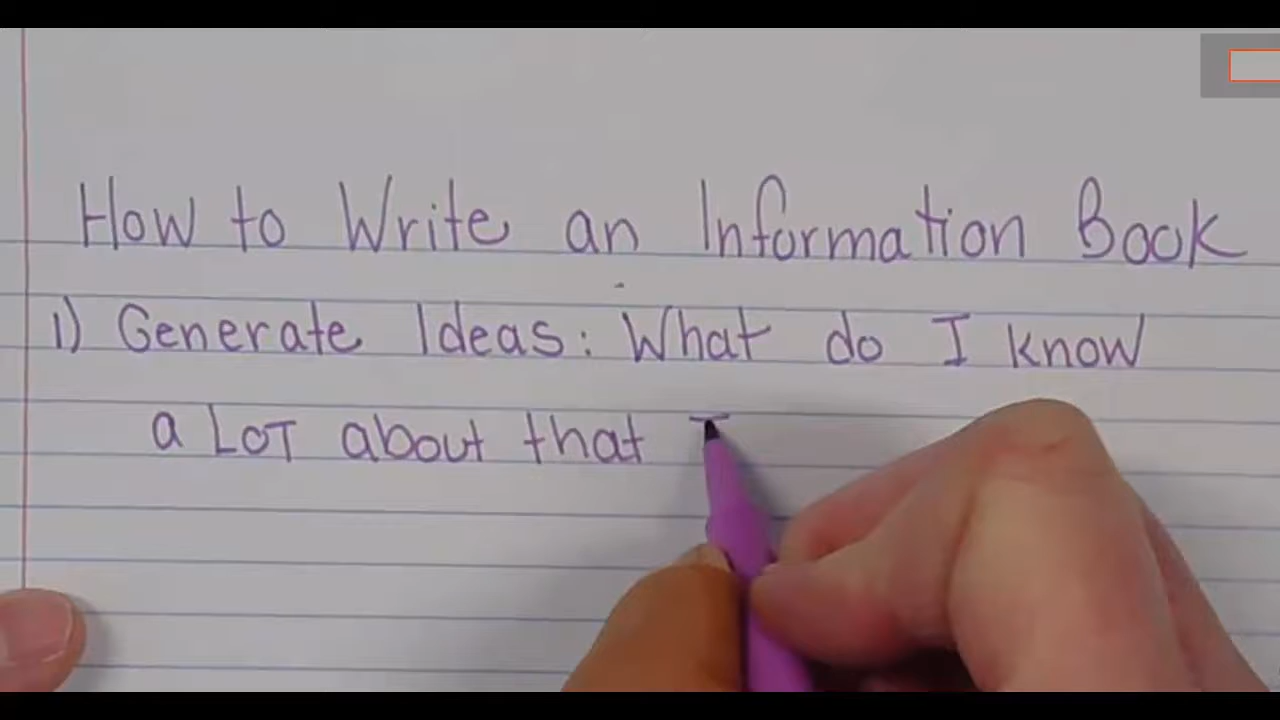 How to Write an Information Book
1) Generate Ideas: What do I know
a LOT about that